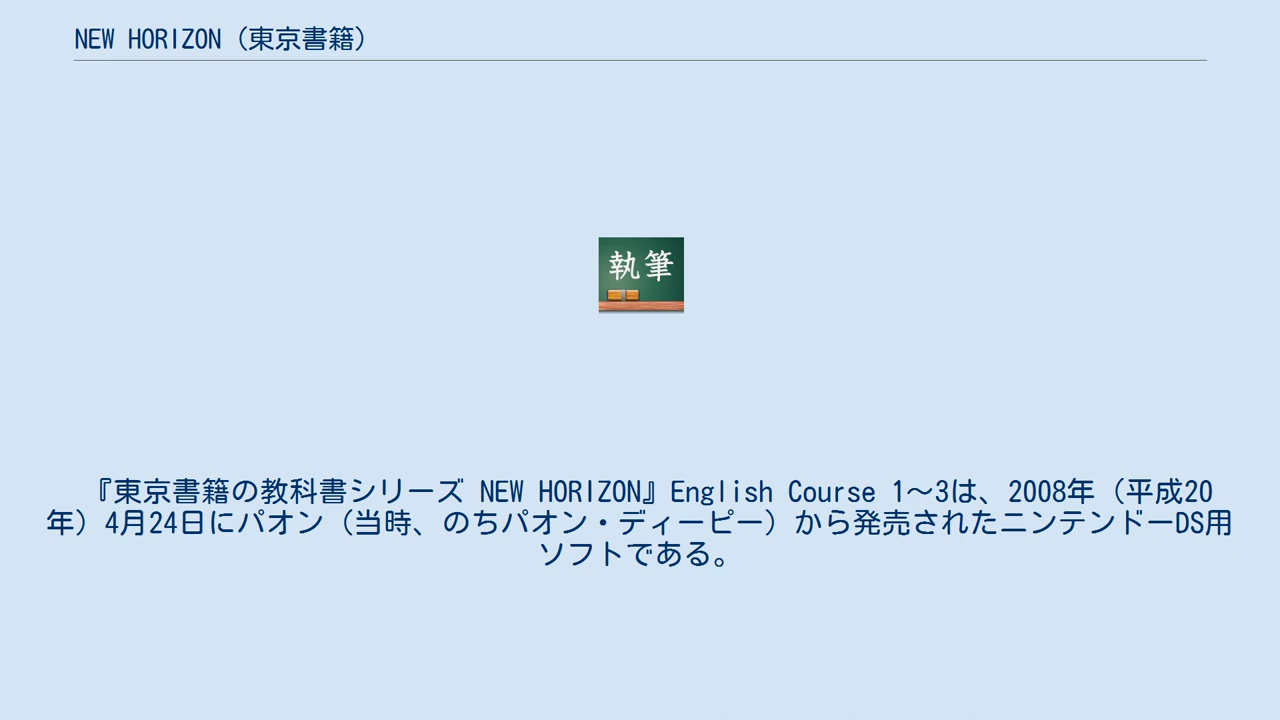 NEW HORIZON（東京書籍）
執筆
『東京書籍の教科書シリーズ NEW HORIZON』English Course 1〜3は、2008年（平成20
年）4月24日にパオン（当時、のちパオン・ディーピー）から発売されたニンテンドーDS用
ソフトである。